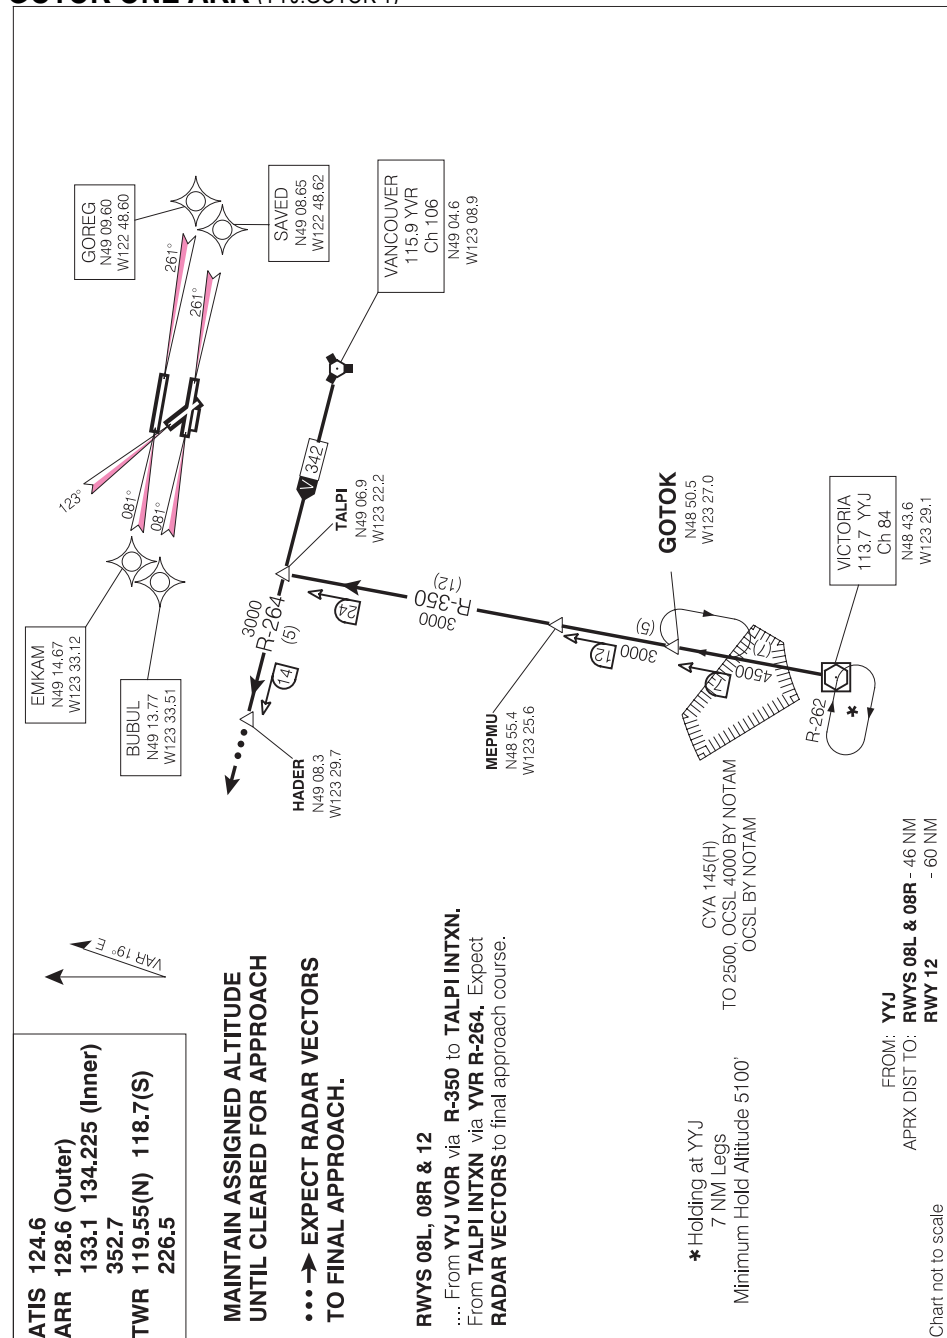 ATIS 124.6
ARR 128.6 (Outer)
133.1 134.225 (Inner)
352.7
TWR 119.55(N) 118.7(S)
226.5
VAR 19° E
MAINTAIN ASSIGNED ALTITUDE
UNTIL CLEARED FOR APPROACH
EXPECT RADAR VECTORS
TO FINAL APPROACH.
RWYS 08L, 08R & 12
.... From YYJ VOR via R-350 to TALPI INTXN.
From TALPI INTXN via YVR R-264. Expect
RADAR VECTORS to final approach course.
* Holding at YYJ
7 NM Legs
Minimum Hold Altitude 5100'
FROM: YYJ
APRX DIST TO: RWYS 08L & 08R - 46 NM
RWY 12 - 60 NM
Chart not to scale
EMKAM
N49 14.67
W123 33.12
BUBUL
N49 13.77
W123 33.51
GOREG
N49 09.60
W122 48.60
SAVED
N49 08.65
W122 48.62
123°
081°
081°
261°
261°
VANCOUVER
115.9 YVR
Ch 106
N49 04.6
W123 08.9
V 342
TALPI
N49 06.9
W123 22.2
3000
R-264
(5)
14
HADER
N49 08.3
W123 29.7
24
(12)
R-350
3000
MEPMU
N48 55.4
W123 25.6
12
(5)
3000
GOTOK
N48 50.5
W123 27.0
7
(7)
4500
CYA 145(H)
TO 2500, OCSL 4000 BY NOTAM
OCSL BY NOTAM
R-262
*
VICTORIA
113.7 YYJ
Ch 84
N48 43.6
W123 29.1